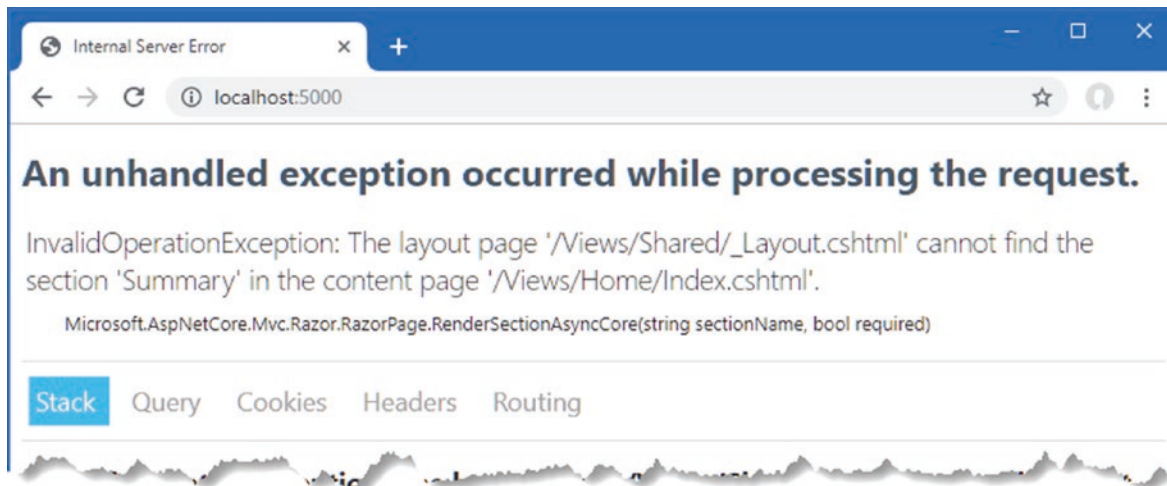 Internal Server Error
localhost:5000
An unhandled exception occurred while processing the request.
InvalidOperationException: The layout page '/Views/Shared/_Layout.cshtml' cannot find the
section 'Summary' in the content page '/Views/Home/Index.cshtml'.
Microsoft.AspNetCore.Mvc.Razor.RazorPage.RenderSectionAsyncCore(string sectionName, bool required)
Stack Query Cookies Headers Routing